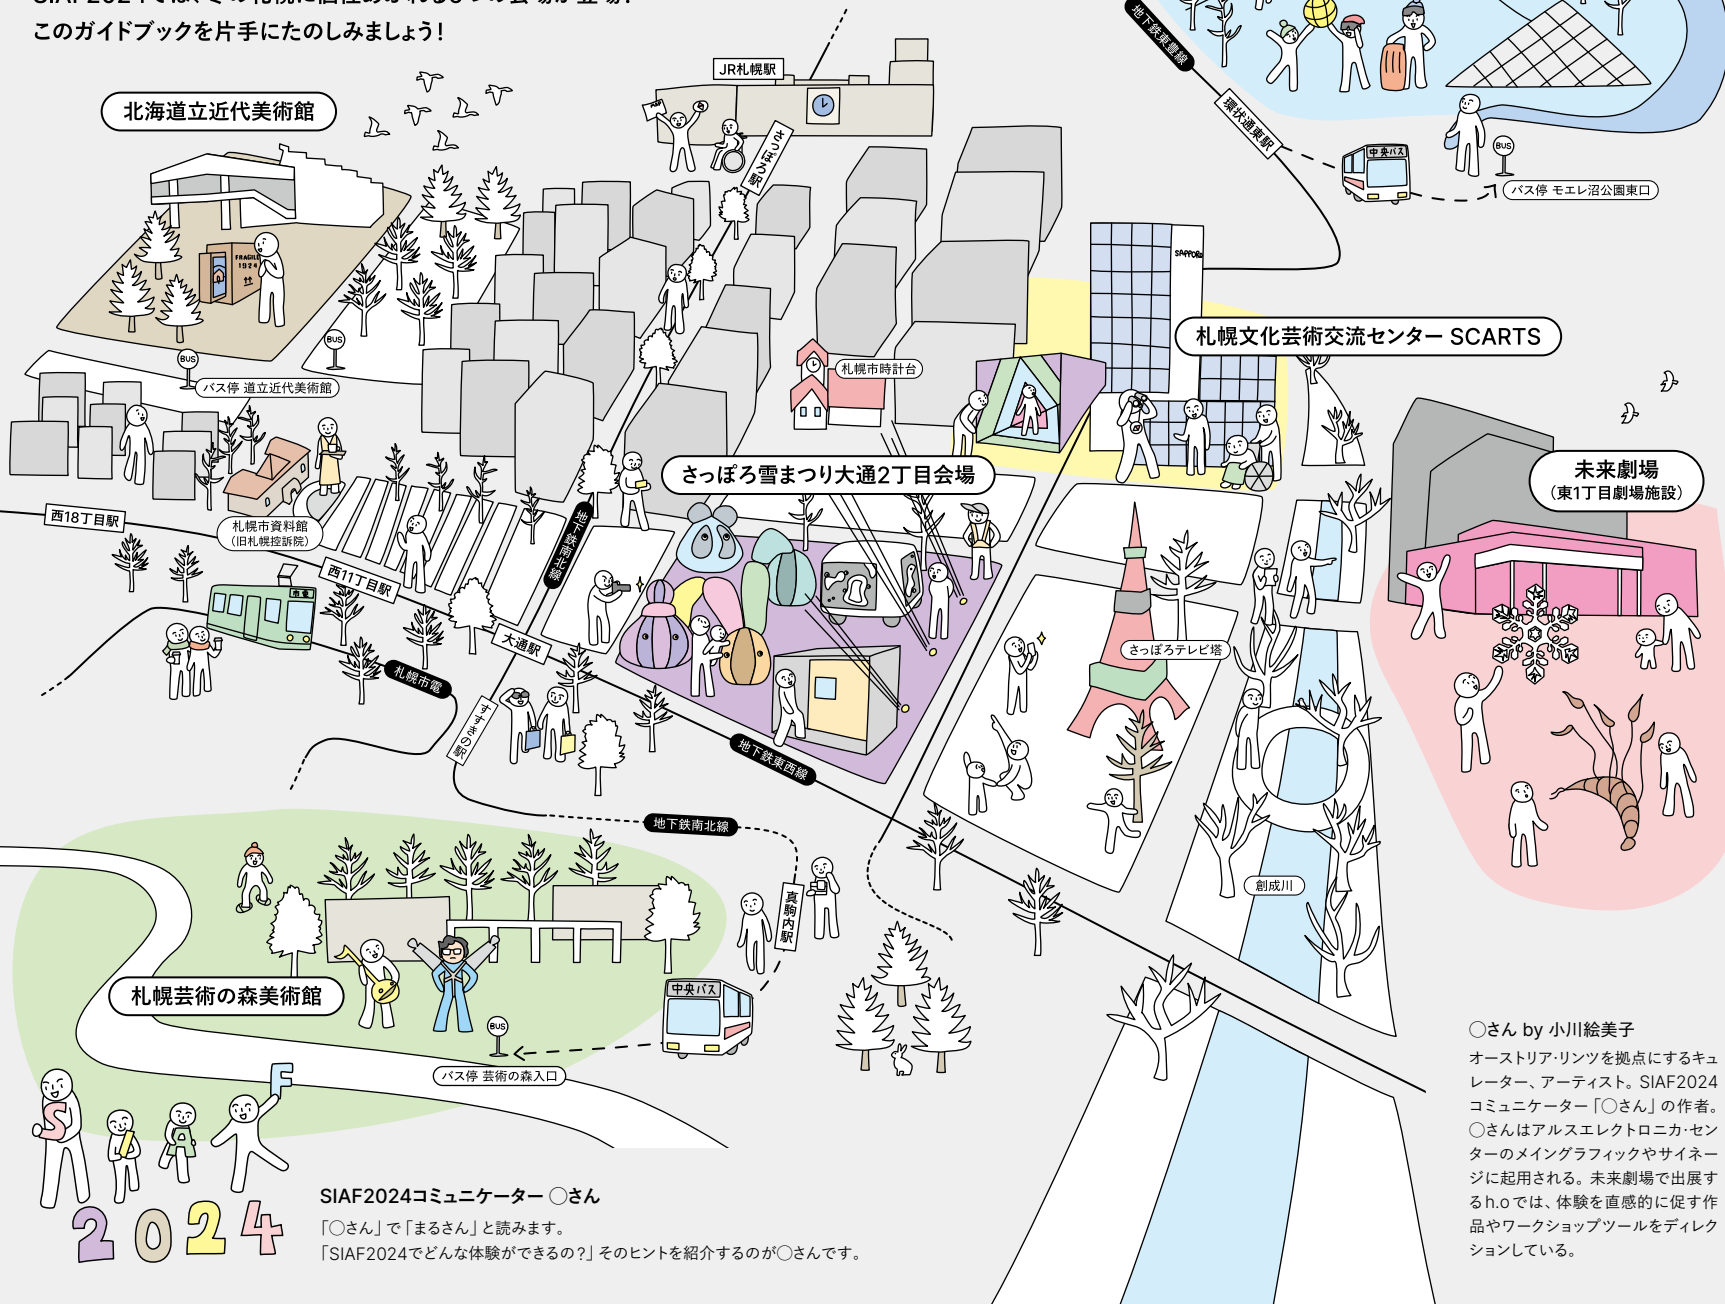 このガイドブックを片手にたのしみましょう！
地下鉄東豊線
JR札幌駅
北海道立近代美術館
環状通東駅
さっぽろ駅
中央バス
BUS
バス停 モエレ沼公園東口
FRAGILE
1924
SAPPORO
札幌文化芸術交流センター SCARTS
BUS
BUS
バス停 道立近代美術館
札幌市時計台
さっぽろ雪まつり大通2丁目会場
未来劇場
（東1丁目劇場施設）
西18丁目駅
札幌市資料館
（旧札幌控訴院）
地下鉄南北線
西11丁目駅
市電
大通駅
さっぽろテレビ塔
札幌市電
すすきの駅
地下鉄東西線
地下鉄南北線
創成川
真駒内駅
札幌芸術の森美術館
中央バス
BUS
バス停 芸術の森入口
SIAF
2024
SIAF2024コミュニケーター ◯さん
「◯さん」で「まるさん」と読みます。
「SIAF2024でどんな体験ができるの？」そのヒントを紹介するのが◯さんです。
◯さん by 小川絵美子
オーストリア・リンツを拠点にするキュ
レーター、アーティスト。SIAF2024
コミュニケーター「◯さん」の作者。
◯さんはアルスエレクトロニカ・セン
ターのメイングラフィックやサイネー
ジに起用される。未来劇場で出展す
るh.oでは、体験を直感的に促す作
品やワークショップツールをディレク
ションしている。